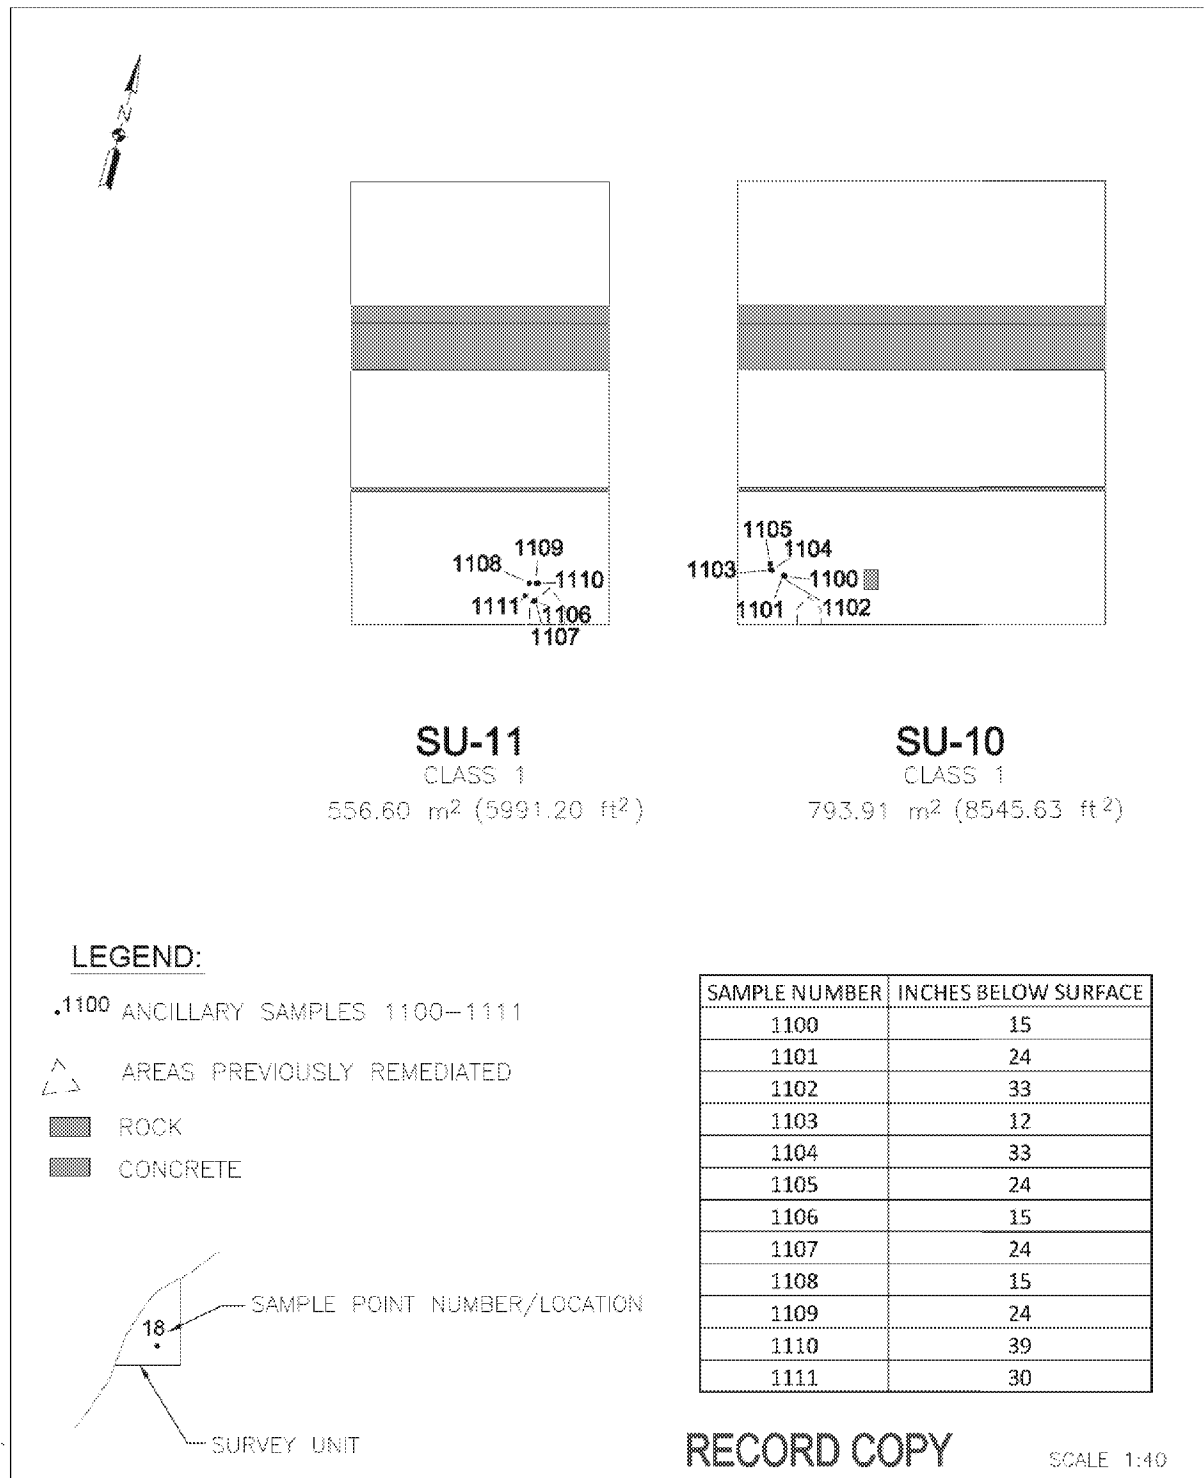 N
1105
1104
1103
1100
1101
1102
1109
1108
1110
1111
1106
1107
SU-11
CLASS 1
556.60 m² (5991.20 ft²)
SU-10
CLASS 1
793.91 m² (8545.63 ft²)
LEGEND:
.1100 ANCILLARY SAMPLES 1100-1111
AREAS PREVIOUSLY REMEDIATED
ROCK
CONCRETE
SAMPLE POINT NUMBER/LOCATION
18
SURVEY UNIT
SAMPLE NUMBER INCHES BELOW SURFACE
1100 15
1101 24
1102 33
1103 12
1104 33
1105 24
1106 15
1107 24
1108 15
1109 24
1110 39
1111 30
RECORD COPY
SCALE 1:40